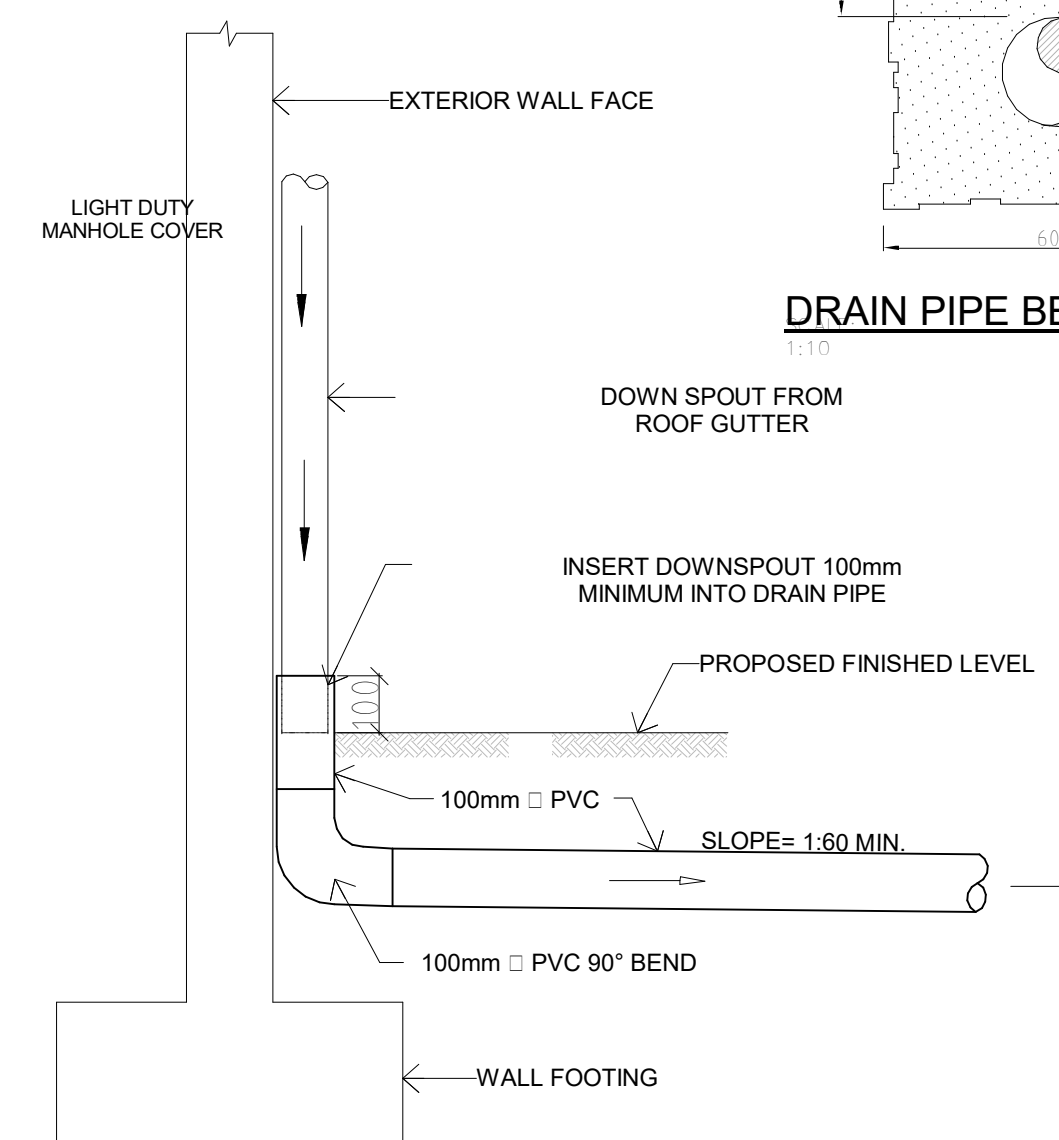 EXTERIOR WALL FACE
LIGHT DUTY
MANHOLE COVER
60
DRAIN PIPE
SCALE:
1:10
DOWN SPOUT FROM
ROOF GUTTER
INSERT DOWNSPOUT 100mm
MINIMUM INTO DRAIN PIPE
PROPOSED FINISHED LEVEL
100
100mm □ PVC
SLOPE= 1:60 MIN.
100mm □ PVC 90° BEND
WALL FOOTING